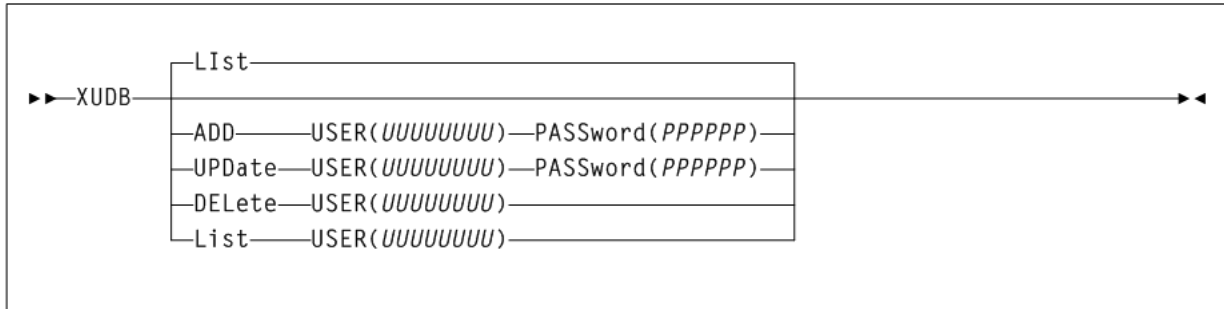 LIst
XUDB
ADD USER(UUUUUUUU) PASSword(PPPPPP)
UPDate USER(UUUUUUUU) PASSword(PPPPPP)
DELete USER(UUUUUUUU)
List USER(UUUUUUUU)